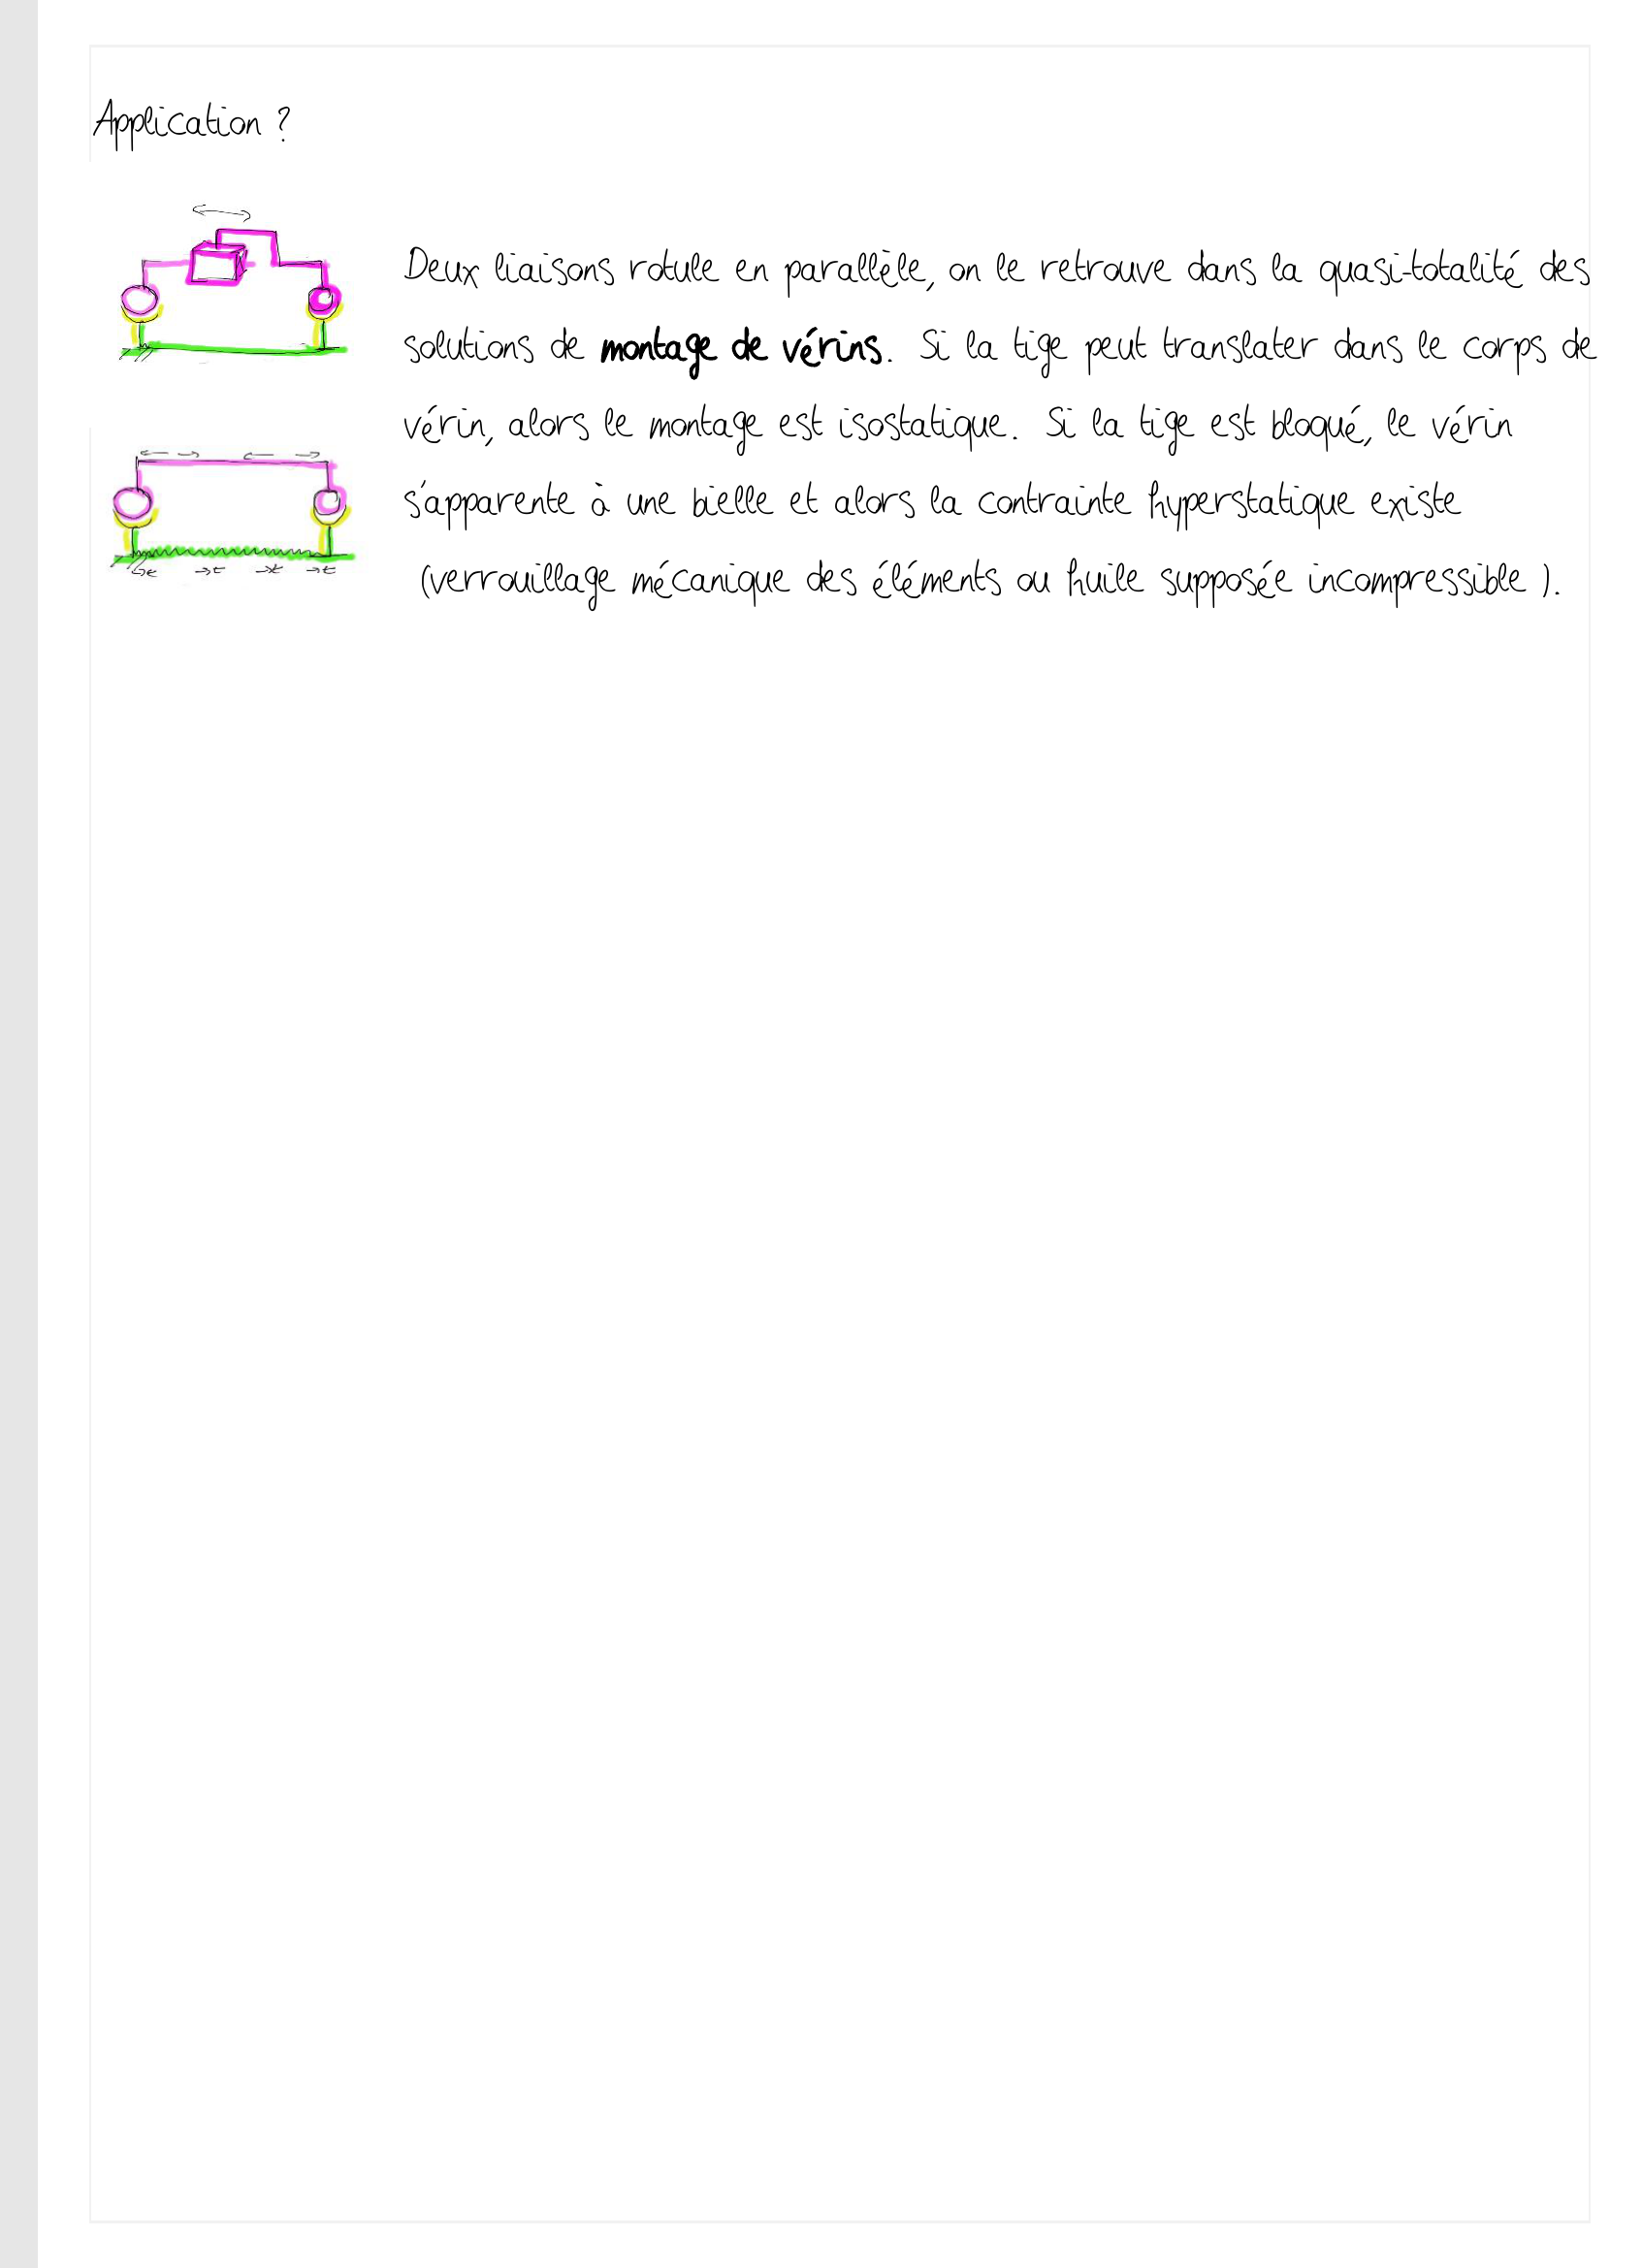 Application ?
Deux liaisons rotule en parallèle, on le retrouve dans la quasi-totalité des
solutions de montage de vérins. Si la tige peut translater dans le corps de
vérin, alors le montage est isostatique. Si la tige est bloqué, le vérin
s'apparente à une bielle et alors la contrainte hyperstatique existe
(verrouillage mécanique des éléments ou huile supposée incompressible ).